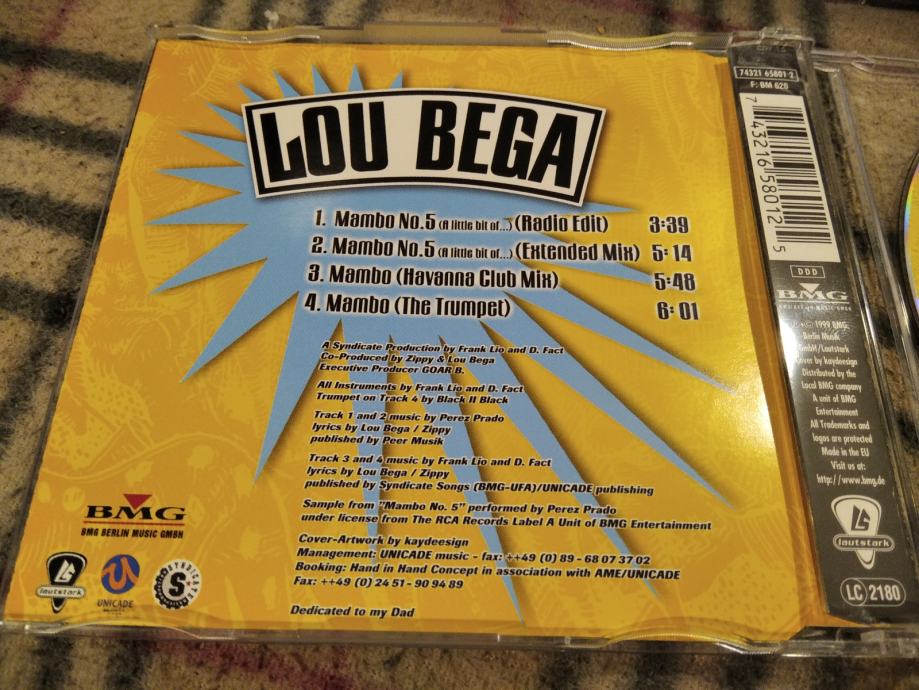 LOU BEGA
1. Mambo No.5 (A little bit of...) (Radio Edit) 3:39
2. Mambo No.5 (A little bit of...) (Extended Mix) 5:14
3. Mambo (Havanna Club Mix) 5:48
4. Mambo (The Trumpet) 6:01
A Syndicate Production by Frank Lio and D. Fact
Co-Produced by Zippy & Lou Bega
Executive Producer GOAR B.
All Instruments by Frank Lio and D. Fact
Trumpet on Track 4 by Black II Black
Track 1 and 2 music by Perez Prado
lyrics by Lou Bega / Zippy
published by Peer Musik
Track 3 and 4 music by Frank Lio and D. Fact
lyrics by Lou Bega / Zippy
published by Syndicate Songs (BMG-UFA)/UNICADE publishing
Sample from "Mambo No. 5" performed by Perez Prado
under license from The RCA Records Label A Unit of BMG Entertainment
Cover-Artwork by kaydeesign
Management: UNICADE music - fax: ++49 (0) 89 - 68 07 37 02
Booking: Hand in Hand Concept in association with AME/UNICADE
Fax: ++49 (0) 24 51 - 90 94 89
Dedicated to my Dad
BMG
BMG BERLIN MUSIC GMBH
lautstark
UNICADE
SYNDICATE
S
74321 65801 2
F: BM 620
7 43216 58012 5
DDD
BMG
℗ © 1999 BMG
Berlin Musik
GmbH/Lautstark
Cover by kaydeesign
Distributed by the
Local BMG company
A unit of BMG
Entertainment
All Trademarks and
logos are protected
Made in the EU
Visit us at:
http://www.bmg.de
lautstark
LC 2180